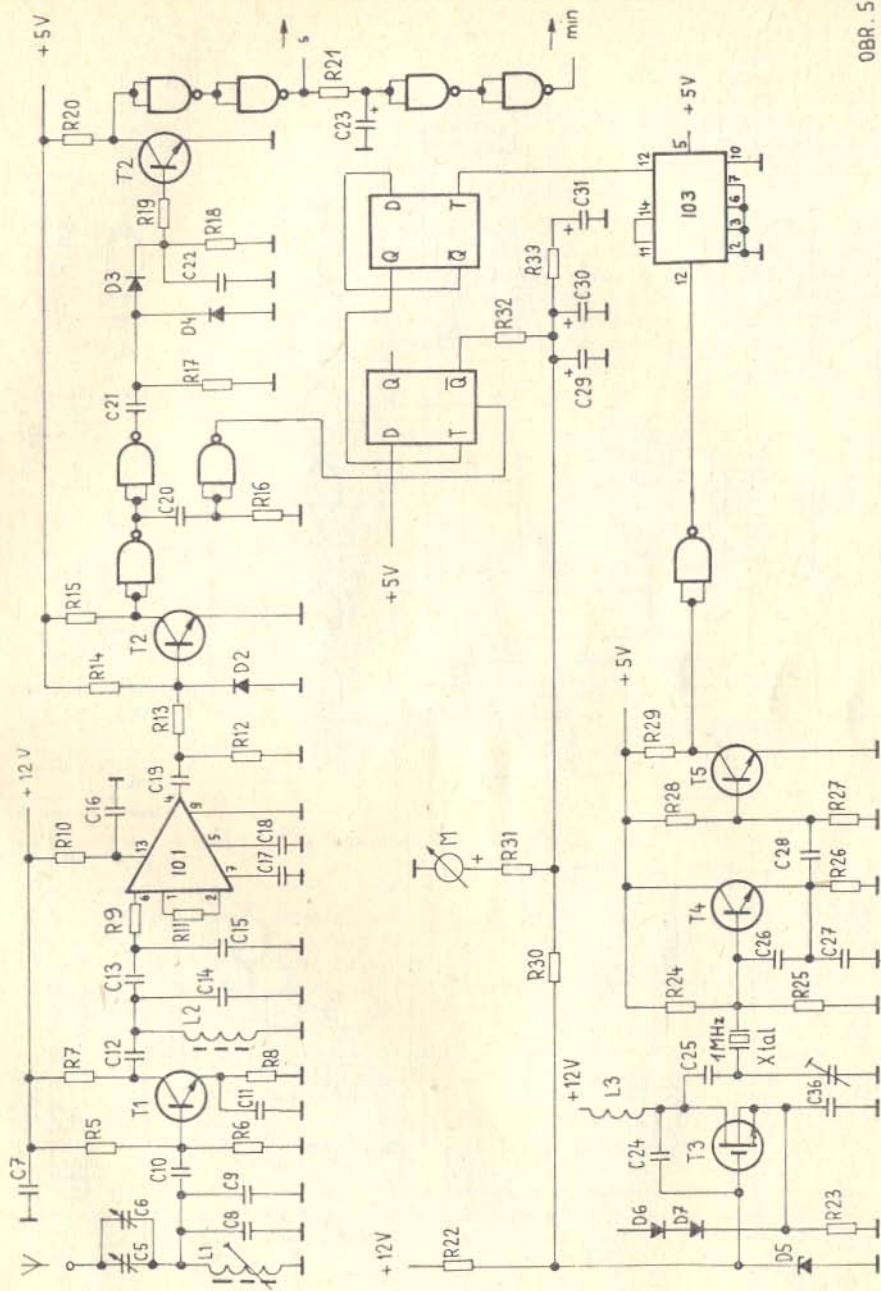 +12 V
+5V
C7
R5
R7
R10
C16
R14
R15
R20
C5
C6
C10
T1
C12
C13
R9
6
13
101
4
9
1
2
R11
7
5
C19
R13
T2
C20
C21
D3
R19
T2
L1
C8
C9
R6
C11
R8
L2
C14
C15
C17
C18
R12
D2
R16
R17
D4
C22
R18
s
R21
C23
min
+12V
R22
R30
M
+
R31
+5V
D
Q
T
Q
R32
Q
D
Q
T
+
C29
+
C30
R33
+
C31
D6
D7
D5
R23
+12V
L3
C24
T3
C25
C36
1MHz
Xtal
R24
R25
C26
C27
T4
R26
C28
+5V
R28
R27
R29
T5
12
11
14
12
103
5
+5V
2
3
6
7
10
OBR. 5